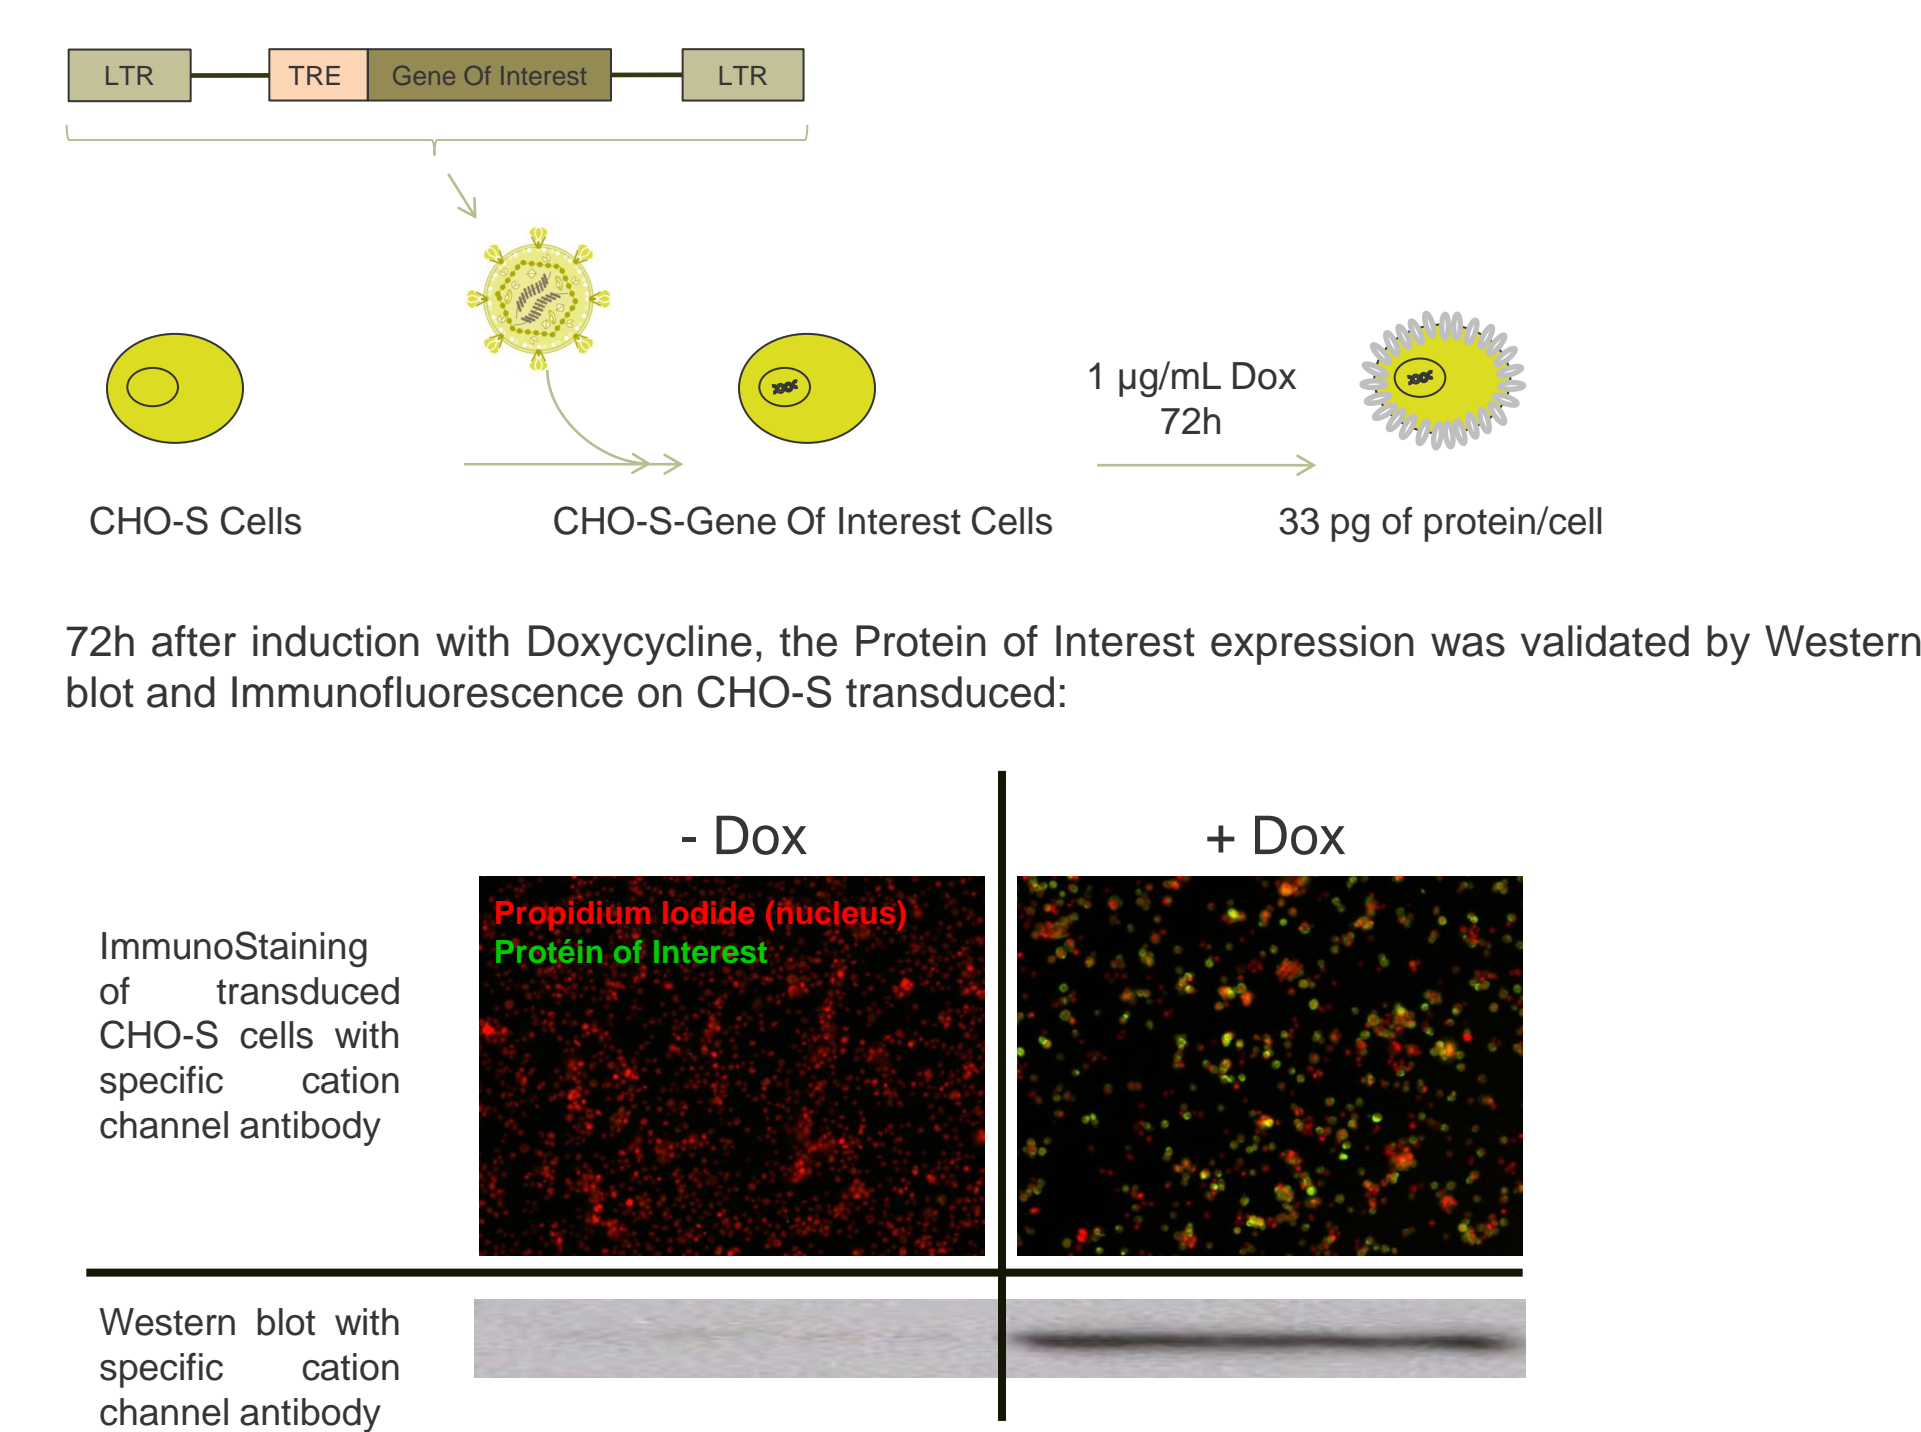 LTR
TRE
Gene Of Interest
LTR
1 µg/mL Dox
72h
CHO-S Cells
CHO-S-Gene Of Interest Cells
33 pg of protein/cell
72h after induction with Doxycycline, the Protein of Interest expression was validated by Western
blot and Immunofluorescence on CHO-S transduced:
- Dox
+ Dox
Propidium Iodide (nucleus)
Protéin of Interest
ImmunoStaining
of transduced
CHO-S cells with
specific cation
channel antibody
Western blot with
specific cation
channel antibody